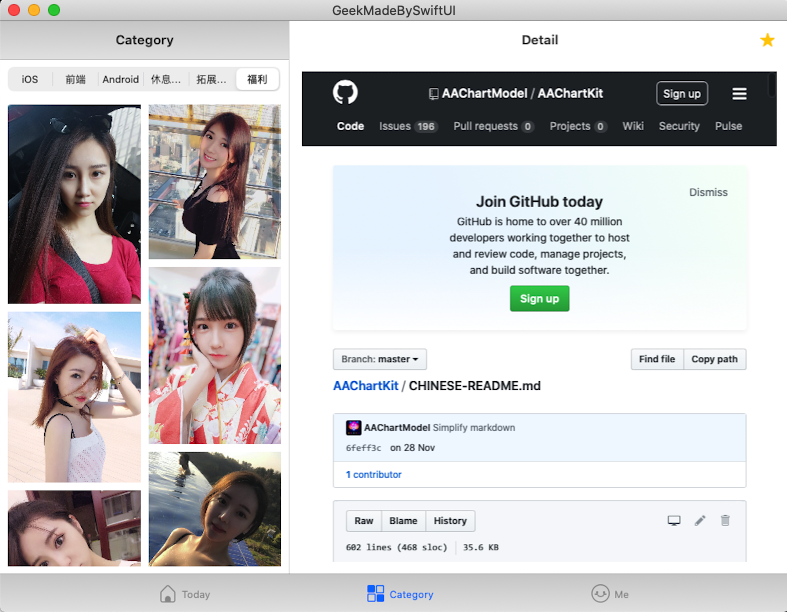 GeekMadeBySwiftUI
Category
iOS
前端
Android
休息...
拓展...
福利
Detail
AAChartModel / AAChartKit
Sign up
Code
Issues 196
Pull requests 0
Projects 0
Wiki
Security
Pulse
Dismiss
Join GitHub today
GitHub is home to over 40 million
developers working together to host
and review code, manage projects,
and build software together.
Sign up
Branch: master
Find file
Copy path
AAChartKit / CHINESE-README.md
AAChartModel Simplify markdown
6feff3c on 28 Nov
1 contributor
Raw
Blame
History
602 lines (468 sloc)
35.6 KB
Today
Category
Me